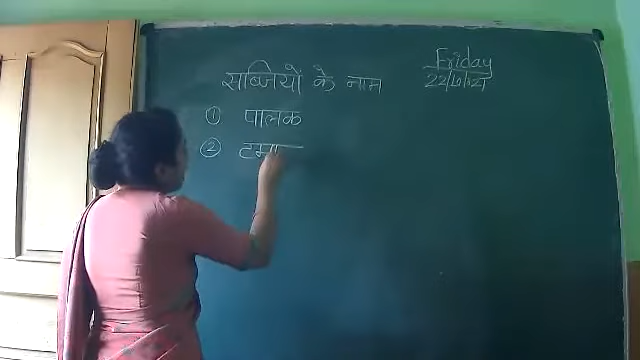 Friday
सब्जियों के नाम
① पालक
② टमा